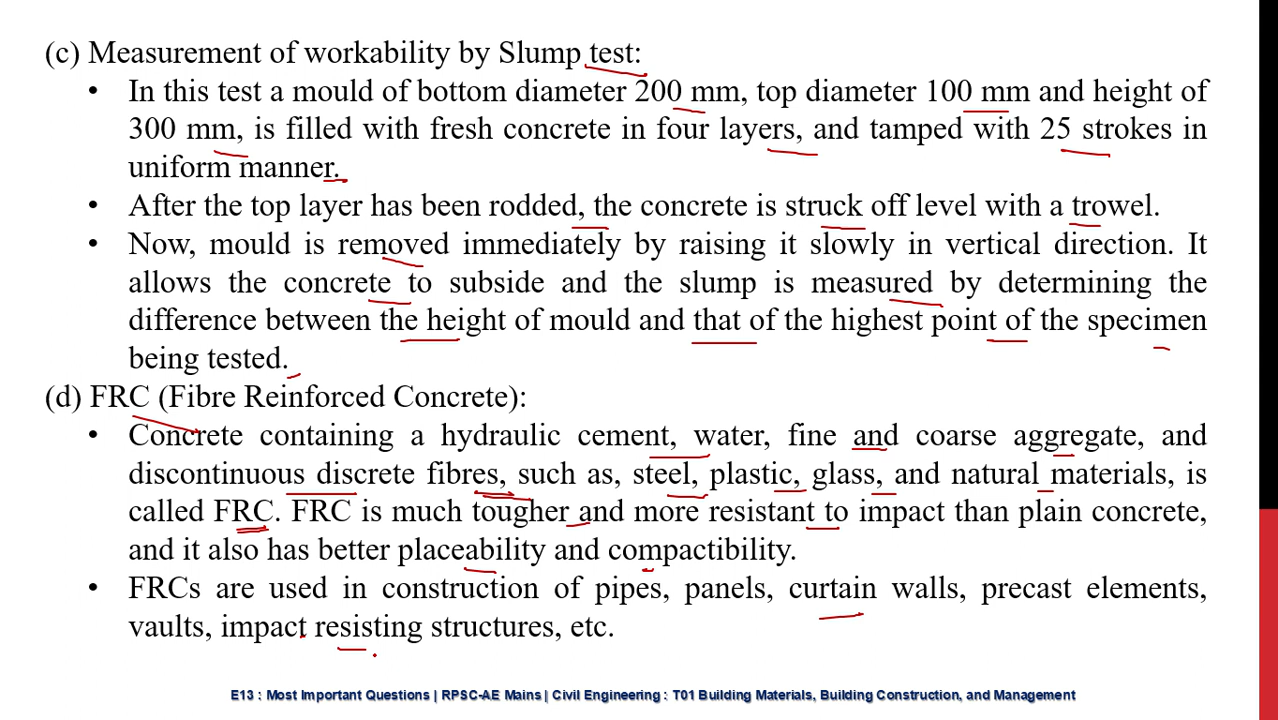 (c) Measurement of workability by Slump test:
• In this test a mould of bottom diameter 200 mm, top diameter 100 mm and height of
300 mm, is filled with fresh concrete in four layers, and tamped with 25 strokes in
uniform manner.
• After the top layer has been rodded, the concrete is struck off level with a trowel.
• Now, mould is removed immediately by raising it slowly in vertical direction. It
allows the concrete to subside and the slump is measured by determining the
difference between the height of mould and that of the highest point of the specimen
being tested.
(d) FRC (Fibre Reinforced Concrete):
• Concrete containing a hydraulic cement, water, fine and coarse aggregate, and
discontinuous discrete fibres, such as, steel, plastic, glass, and natural materials, is
called FRC. FRC is much tougher and more resistant to impact than plain concrete,
and it also has better placeability and compactibility.
• FRCs are used in construction of pipes, panels, curtain walls, precast elements,
vaults, impact resisting structures, etc.
E13 : Most Important Questions | RPSC-AE Mains | Civil Engineering : T01 Building Materials, Building Construction, and Management